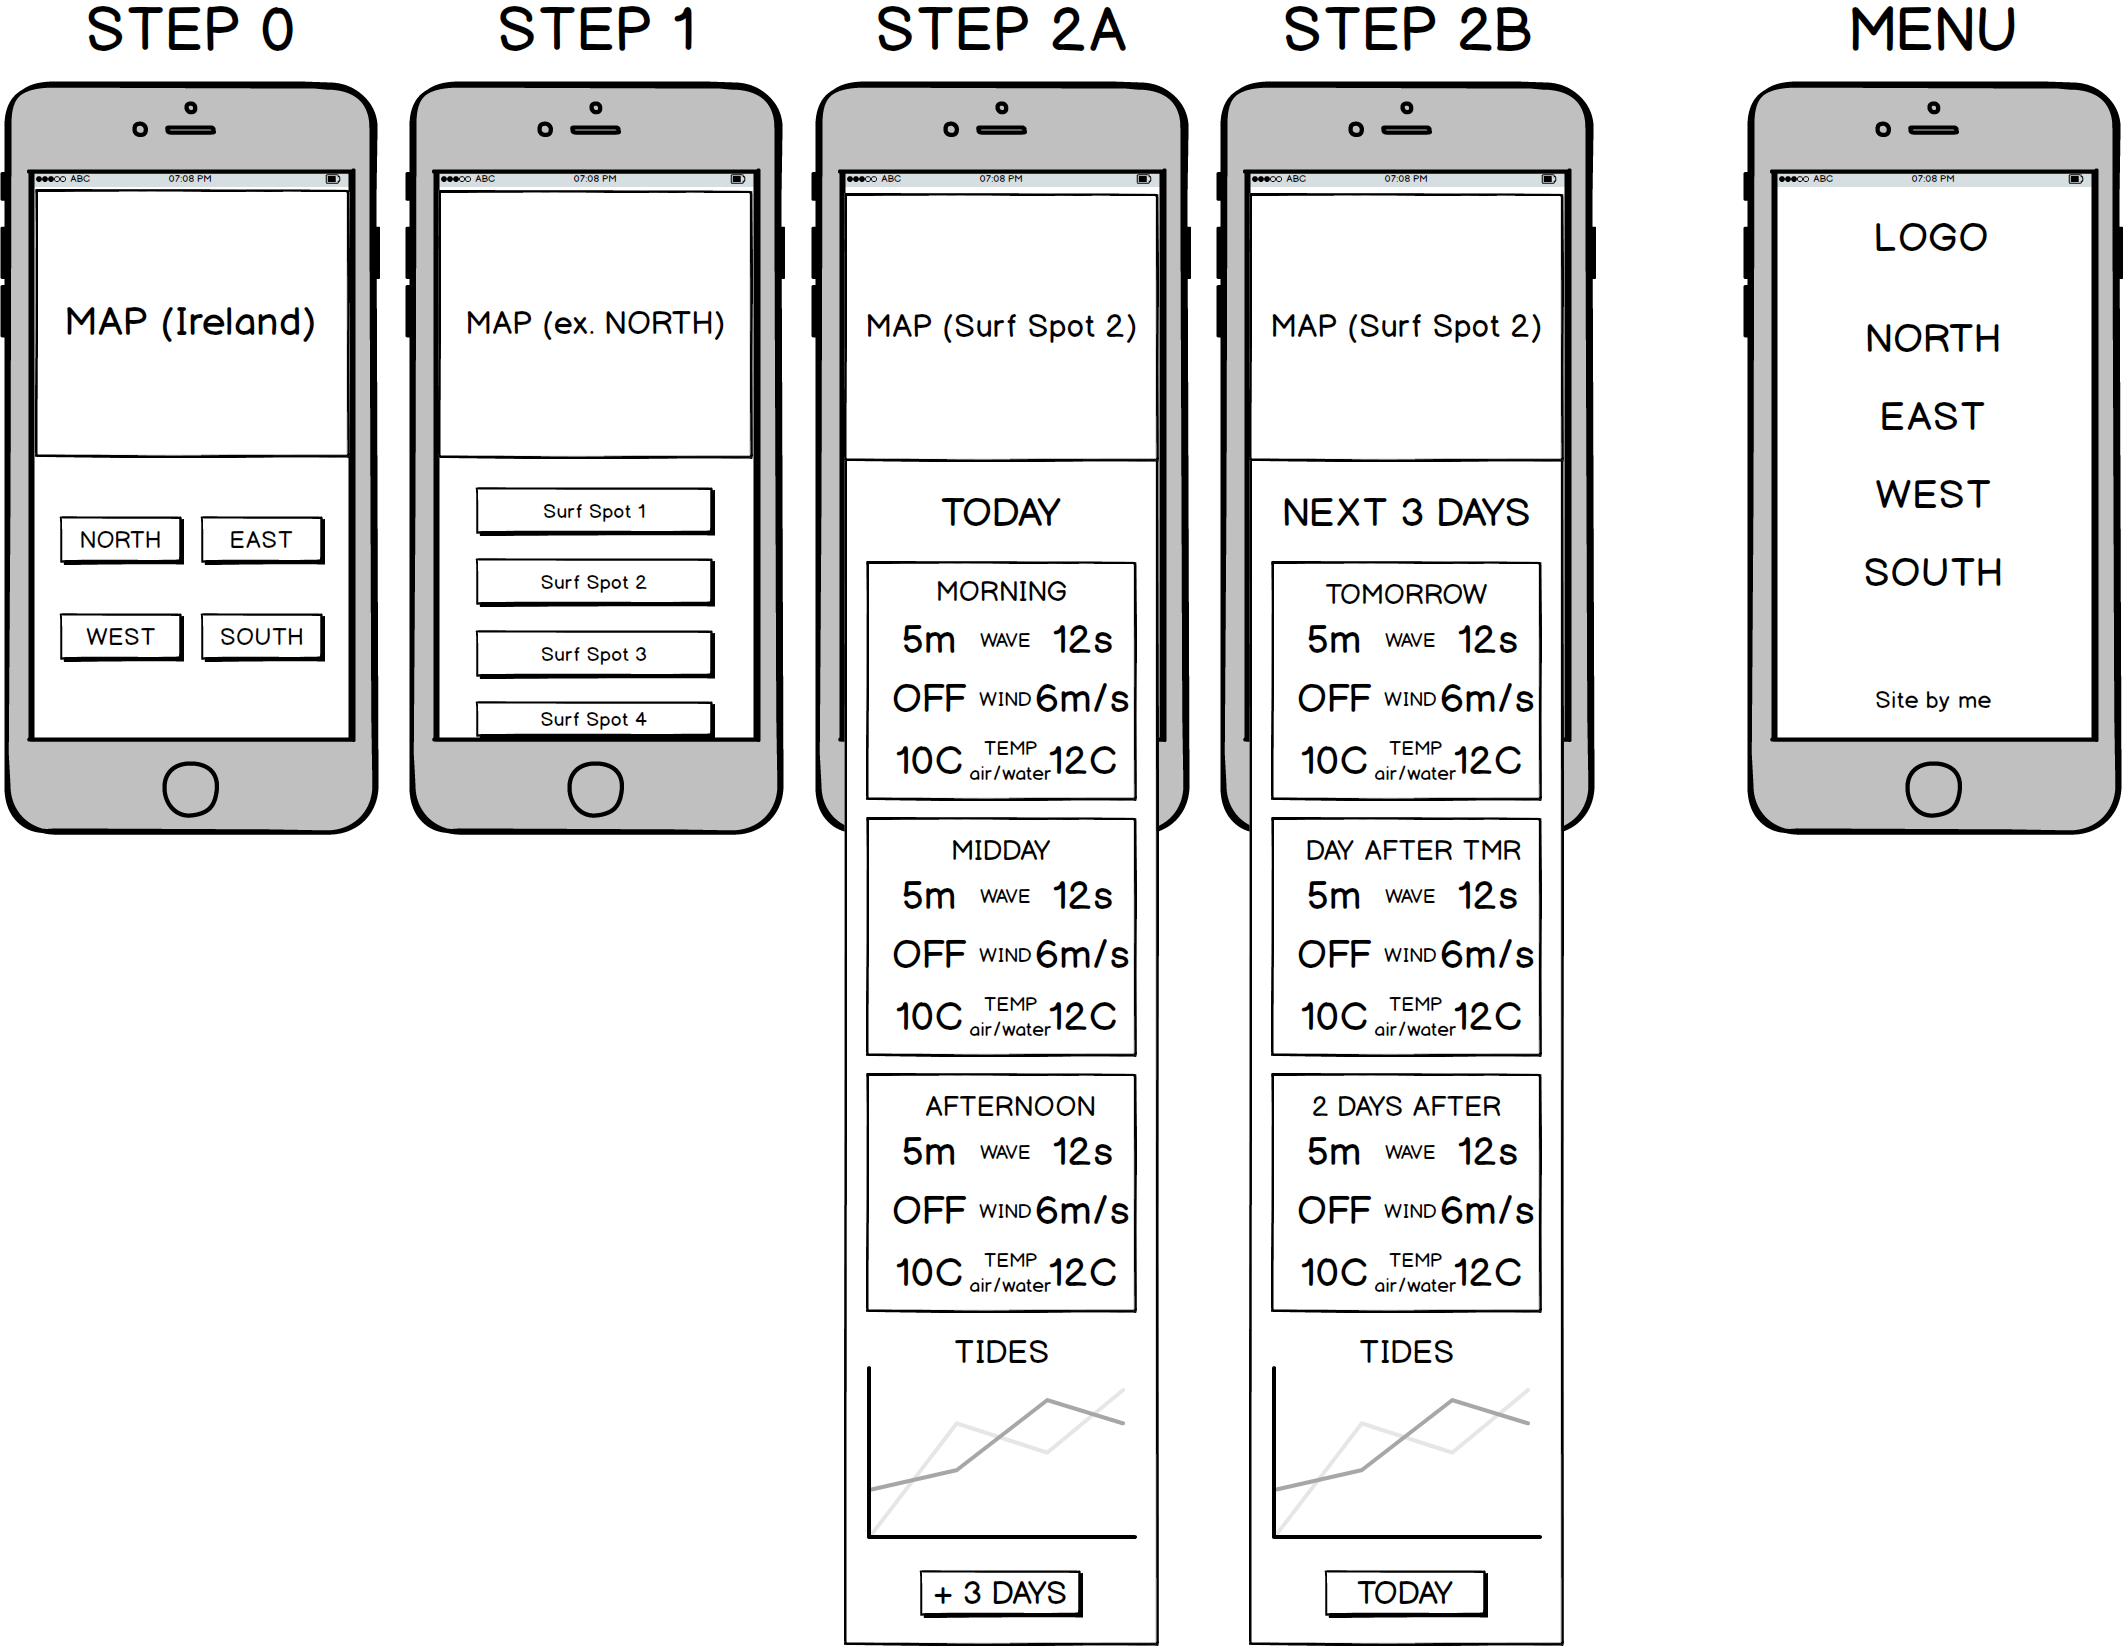 STEP 0
ABC 07:08 PM
MAP (Ireland)
NORTH EAST
WEST SOUTH
STEP 1
ABC 07:08 PM
MAP (ex. NORTH)
Surf Spot 1
Surf Spot 2
Surf Spot 3
Surf Spot 4
STEP 2A
ABC 07:08 PM
MAP (Surf Spot 2)
TODAY
MORNING
5m WAVE 12s
OFF WIND 6m/s
10C TEMP air/water 12C
MIDDAY
5m WAVE 12s
OFF WIND 6m/s
10C TEMP air/water 12C
AFTERNOON
5m WAVE 12s
OFF WIND 6m/s
10C TEMP air/water 12C
TIDES
+ 3 DAYS
STEP 2B
ABC 07:08 PM
MAP (Surf Spot 2)
NEXT 3 DAYS
TOMORROW
5m WAVE 12s
OFF WIND 6m/s
10C TEMP air/water 12C
DAY AFTER TMR
5m WAVE 12s
OFF WIND 6m/s
10C TEMP air/water 12C
2 DAYS AFTER
5m WAVE 12s
OFF WIND 6m/s
10C TEMP air/water 12C
TIDES
TODAY
MENU
ABC 07:08 PM
LOGO
NORTH
EAST
WEST
SOUTH
Site by me